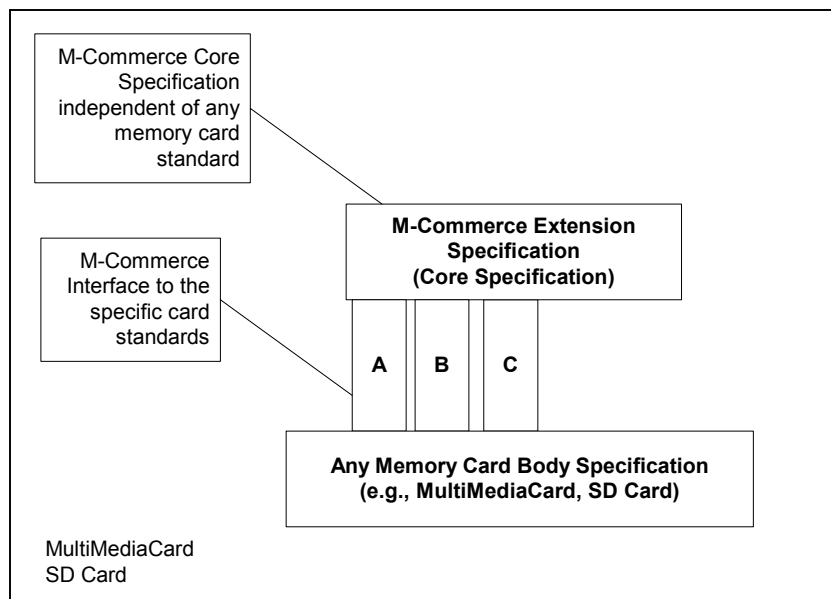 M-Commerce Core
Specification
independent of any
memory card
standard
M-Commerce Extension
Specification
(Core Specification)
M-Commerce
Interface to the
specific card
standards
A
B
C
Any Memory Card Body Specification
(e.g., MultiMediaCard, SD Card)
MultiMediaCard
SD Card